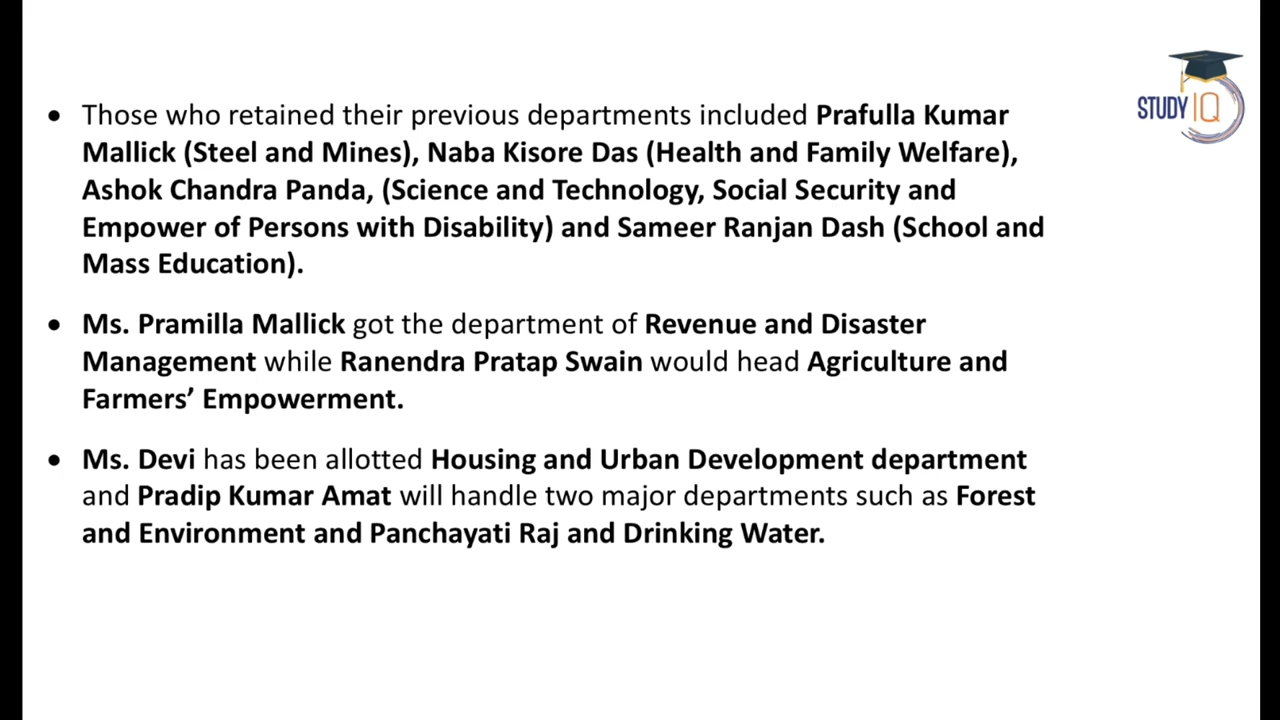 STUDY IQ
• Those who retained their previous departments included Prafulla Kumar
Mallick (Steel and Mines), Naba Kisore Das (Health and Family Welfare),
Ashok Chandra Panda, (Science and Technology, Social Security and
Empower of Persons with Disability) and Sameer Ranjan Dash (School and
Mass Education).
• Ms. Pramilla Mallick got the department of Revenue and Disaster
Management while Ranendra Pratap Swain would head Agriculture and
Farmers’ Empowerment.
• Ms. Devi has been allotted Housing and Urban Development department
and Pradip Kumar Amat will handle two major departments such as Forest
and Environment and Panchayati Raj and Drinking Water.